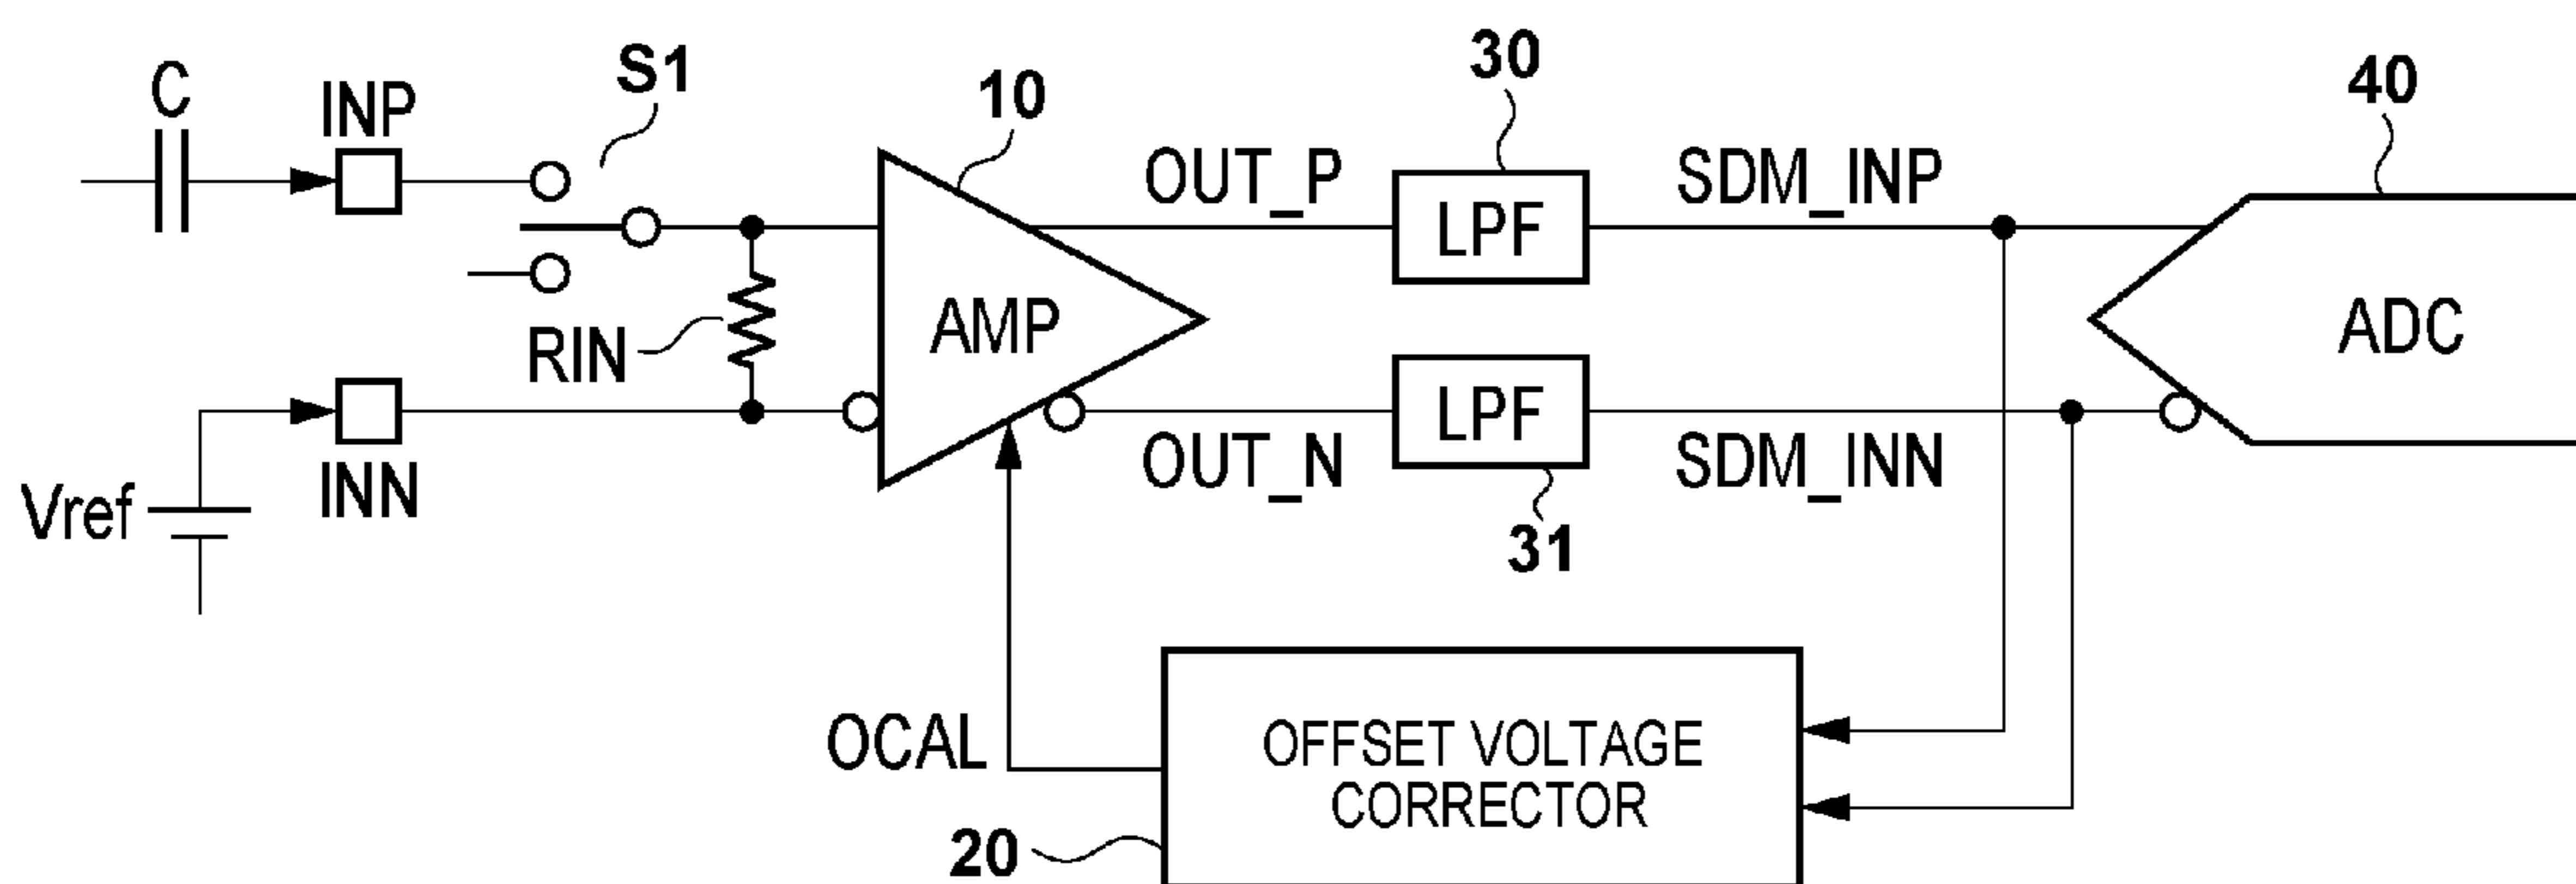 C
INP
S1
10
OUT_P
30
LPF
SDM_INP
40
RIN
AMP
ADC
Vref
INN
OUT_N
LPF
31
SDM_INN
OCAL
OFFSET VOLTAGE
CORRECTOR
20